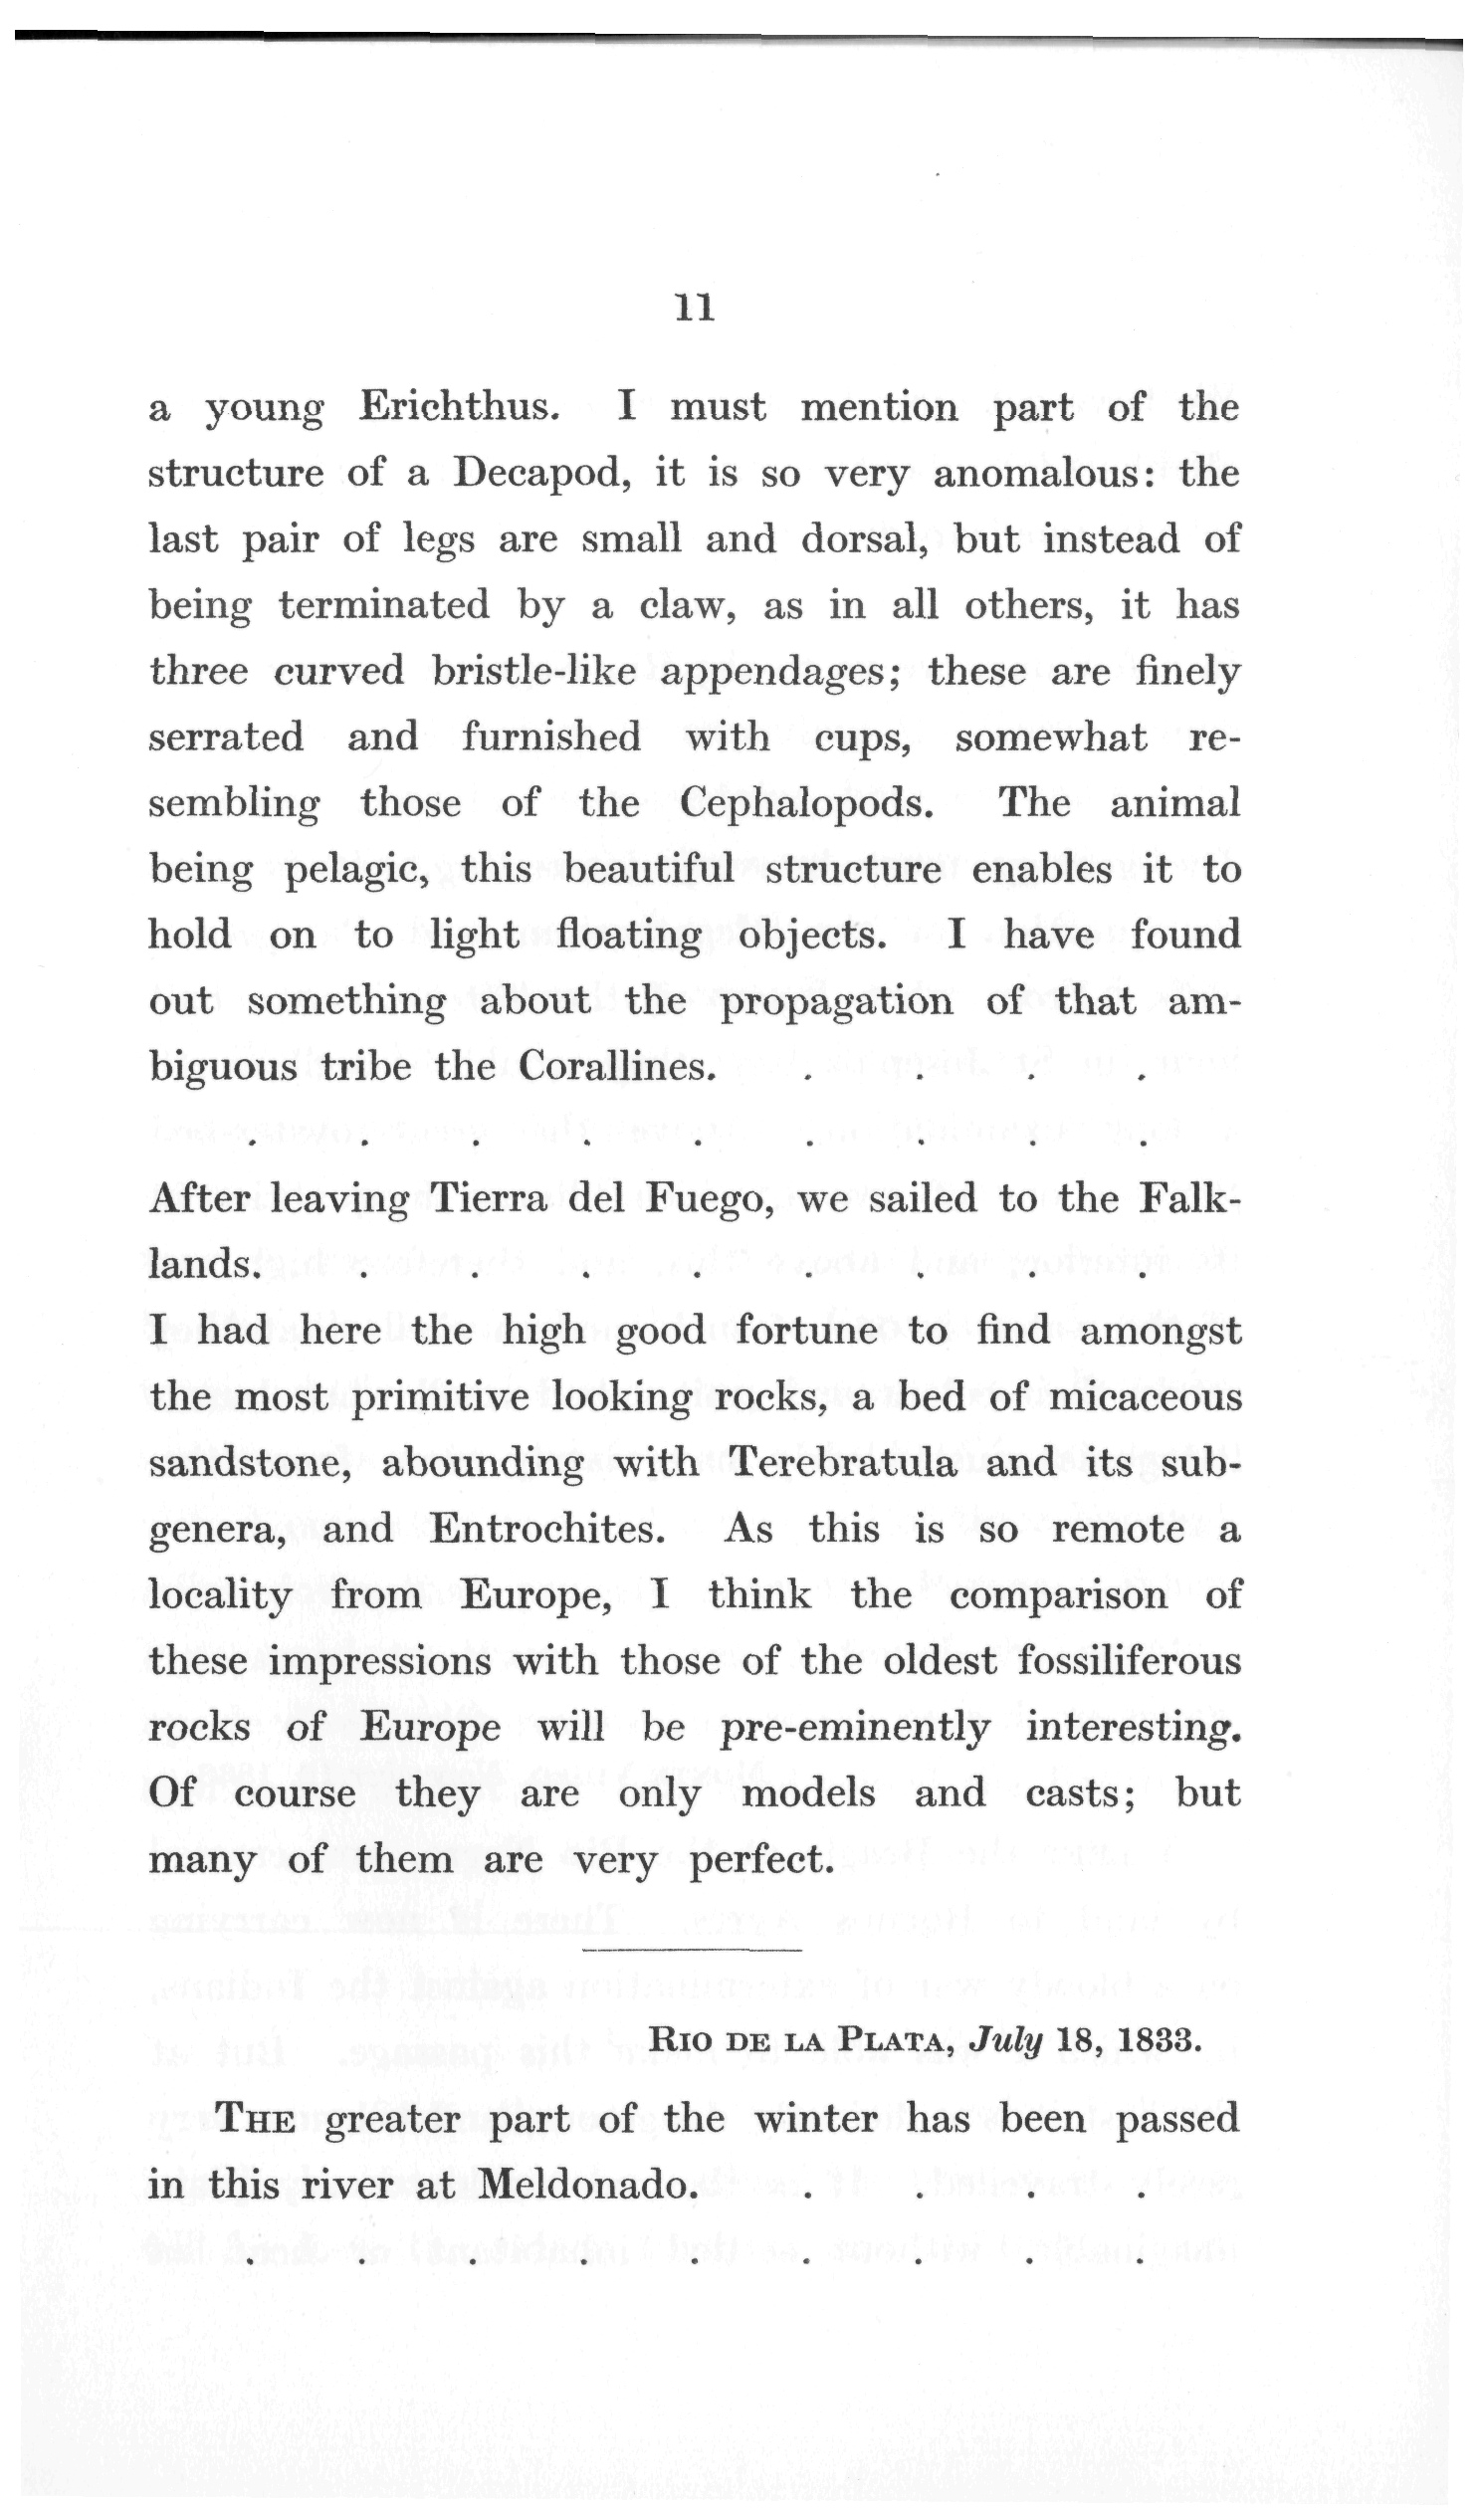 11
a young Erichthus. I must mention part of the
structure of a Decapod, it is so very anomalous: the
last pair of legs are small and dorsal, but instead of
being terminated by a claw, as in all others, it has
three curved bristle-like appendages; these are finely
serrated and furnished with cups, somewhat re-
sembling those of the Cephalopods. The animal
being pelagic, this beautiful structure enables it to
hold on to light floating objects. I have found
out something about the propagation of that am-
biguous tribe the Corallines. . . . .
. . . . . . . . .
After leaving Tierra del Fuego, we sailed to the Falk-
lands. . . . . . . . .
I had here the high good fortune to find amongst
the most primitive looking rocks, a bed of micaceous
sandstone, abounding with Terebratula and its sub-
genera, and Entrochites. As this is so remote a
locality from Europe, I think the comparison of
these impressions with those of the oldest fossiliferous
rocks of Europe will be pre-eminently interesting.
Of course they are only models and casts; but
many of them are very perfect.
RIO DE LA PLATA, July 18, 1833.
THE greater part of the winter has been passed
in this river at Meldonado. . . . .
. . . . . . . . .